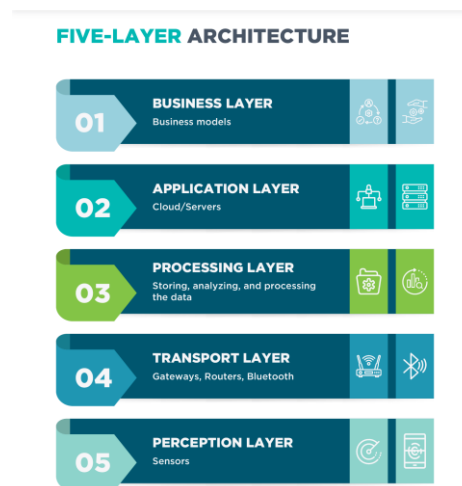 FIVE-LAYER ARCHITECTURE
01
BUSINESS LAYER
Business models
02
APPLICATION LAYER
Cloud/Servers
03
PROCESSING LAYER
Storing, analyzing, and processing
the data
04
TRANSPORT LAYER
Gateways, Routers, Bluetooth
05
PERCEPTION LAYER
Sensors